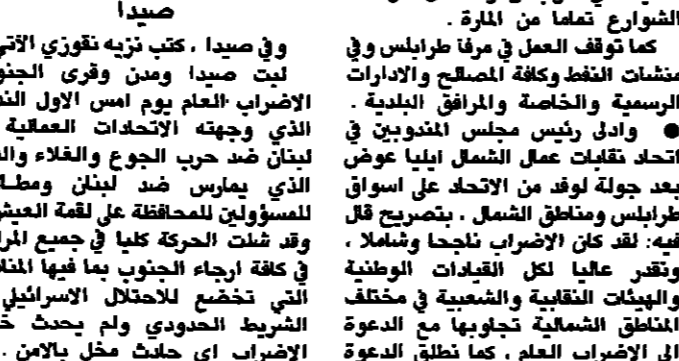 الشوارع تماما من المارة .
كما توقف العمل في مرفا طرابلس وفي
منشات النفط وكافة المصالح والادارات
الرسمية والخاصة والمرافق البلدية .
● وادلى رئيس مجلس المندوبين في
اتحاد نقابات عمال الشمال ايليا عوض
بعد جولة لوفد من الاتحاد على اسواق
طرابلس ومناطق الشمال . بتصريح قال
فيه: لقد كان الاضراب ناجحا وشاملا ،
ونقدر عاليا لكل القيادات الوطنية
والهيئات النقابية والشعبية في مختلف
المناطق الشمالية تجاوبها مع الدعوة
الى الاضراب العام ، كما نطلق الدعوة
صيدا
وفي صيدا ، كتب نزيه نقوزي الآتي
لبت صيدا ومدن وقرى
الاضراب العام يوم امس الاول
الذي وجهته الاتحادات العمالية
لبنان ضد حرب الجوع والغلاء
الذي يمارس ضد لبنان
للمسؤولين للمحافظة على لقمة
وقد شلت الحركة كليا في جميع
في كافة ارجاء الجنوب بما فيها
التي تخضع للاحتلال الاسرائيلي
الشريط الحدودي ولم يحدث
الاضراب اي حادث مخل بالامن .